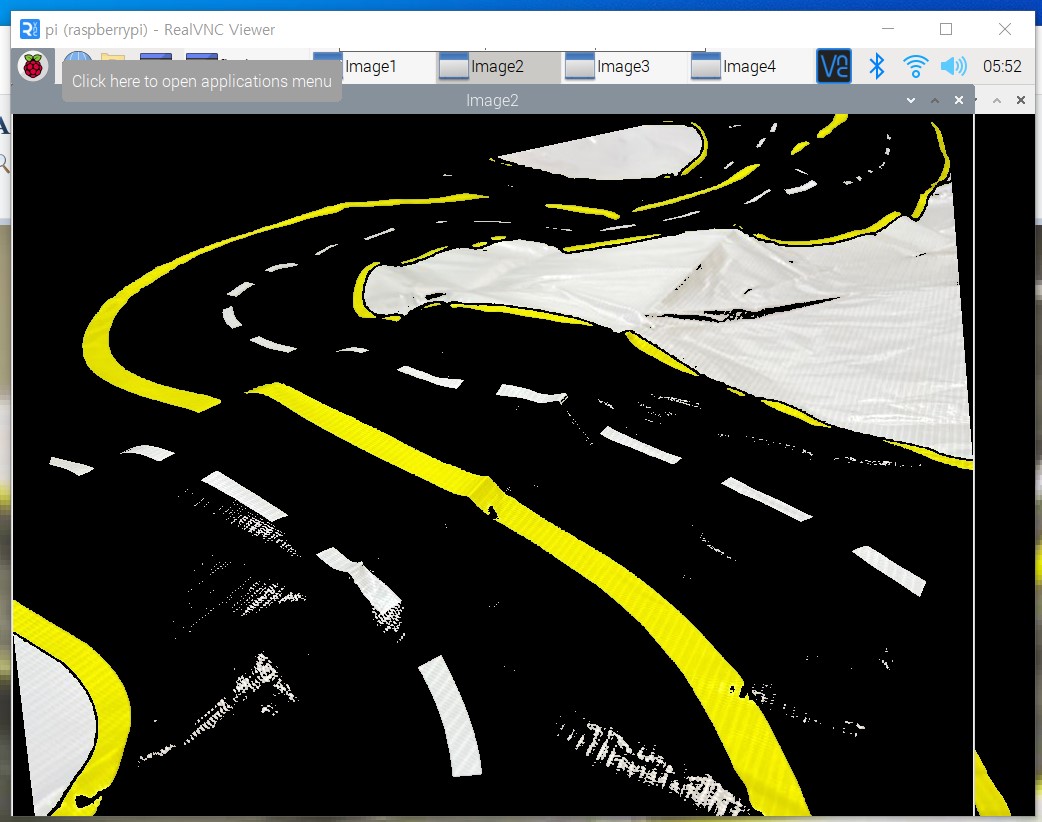 pi (raspberrypi) - RealVNC Viewer
Image1
Image2
Image3
Image4
05:52
Click here to open applications menu
Image2